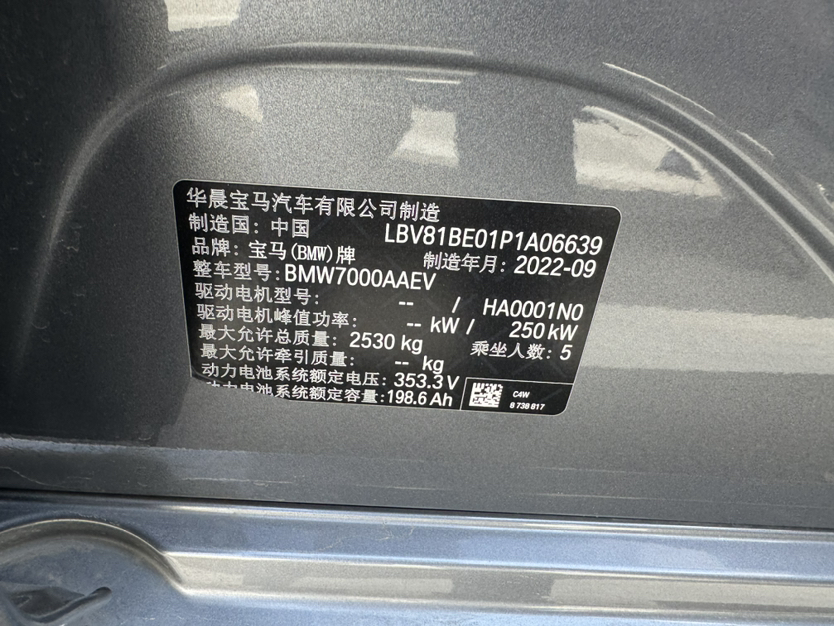 华晨宝马汽车有限公司制造
制造国: 中国 LBV81BE01P1A06639
品牌: 宝马(BMW)牌 制造年月: 2022-09
整车型号: BMW7000AAEV
驱动电机型号: -- / HA0001N0
驱动电机峰值功率: -- kW / 250 kW
最大允许总质量: 2530 kg 乘坐人数: 5
最大允许牵引质量: -- kg
动力电池系统额定电压: 353.3 V
动力电池系统额定容量: 198.6 Ah
C4W
8 738 817